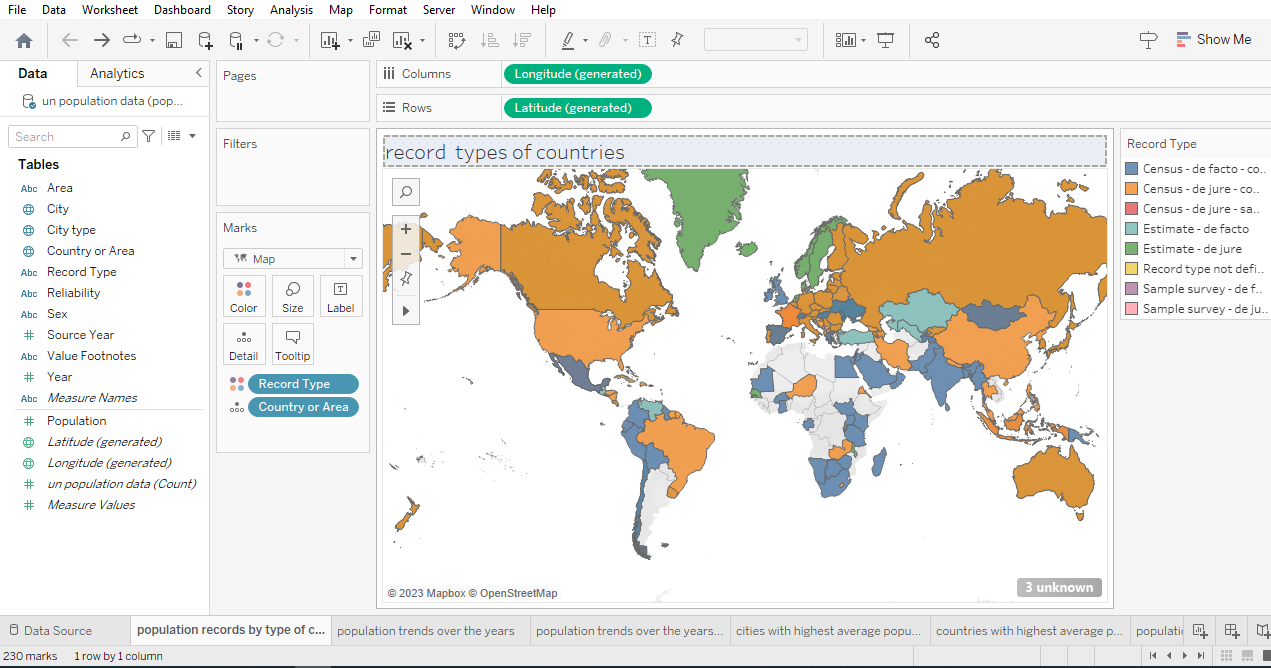 File Data Worksheet Dashboard Story Analysis Map Format Server Window Help
Show Me
Data Analytics
un population data (pop...
Search
Tables
Abc Area
City
City type
Country or Area
Abc Record Type
Abc Reliability
Abc Sex
Source Year
Abc Value Footnotes
Year
Abc Measure Names
Population
Latitude (generated)
Longitude (generated)
un population data (Count)
Measure Values
Pages
Filters
Marks
Map
Color Size Label
Detail Tooltip
Record Type
Country or Area
Columns Longitude (generated)
Rows Latitude (generated)
record types of countries
© 2023 Mapbox © OpenStreetMap
3 unknown
Record Type
Census - de facto - co..
Census - de jure - co..
Census - de jure - sa..
Estimate - de facto
Estimate - de jure
Record type not defi..
Sample survey - de f..
Sample survey - de ju..
Data Source population records by type of c... population trends over the years population trends over the years... cities with highest average popu... countries with highest average p... populati
230 marks 1 row by 1 column